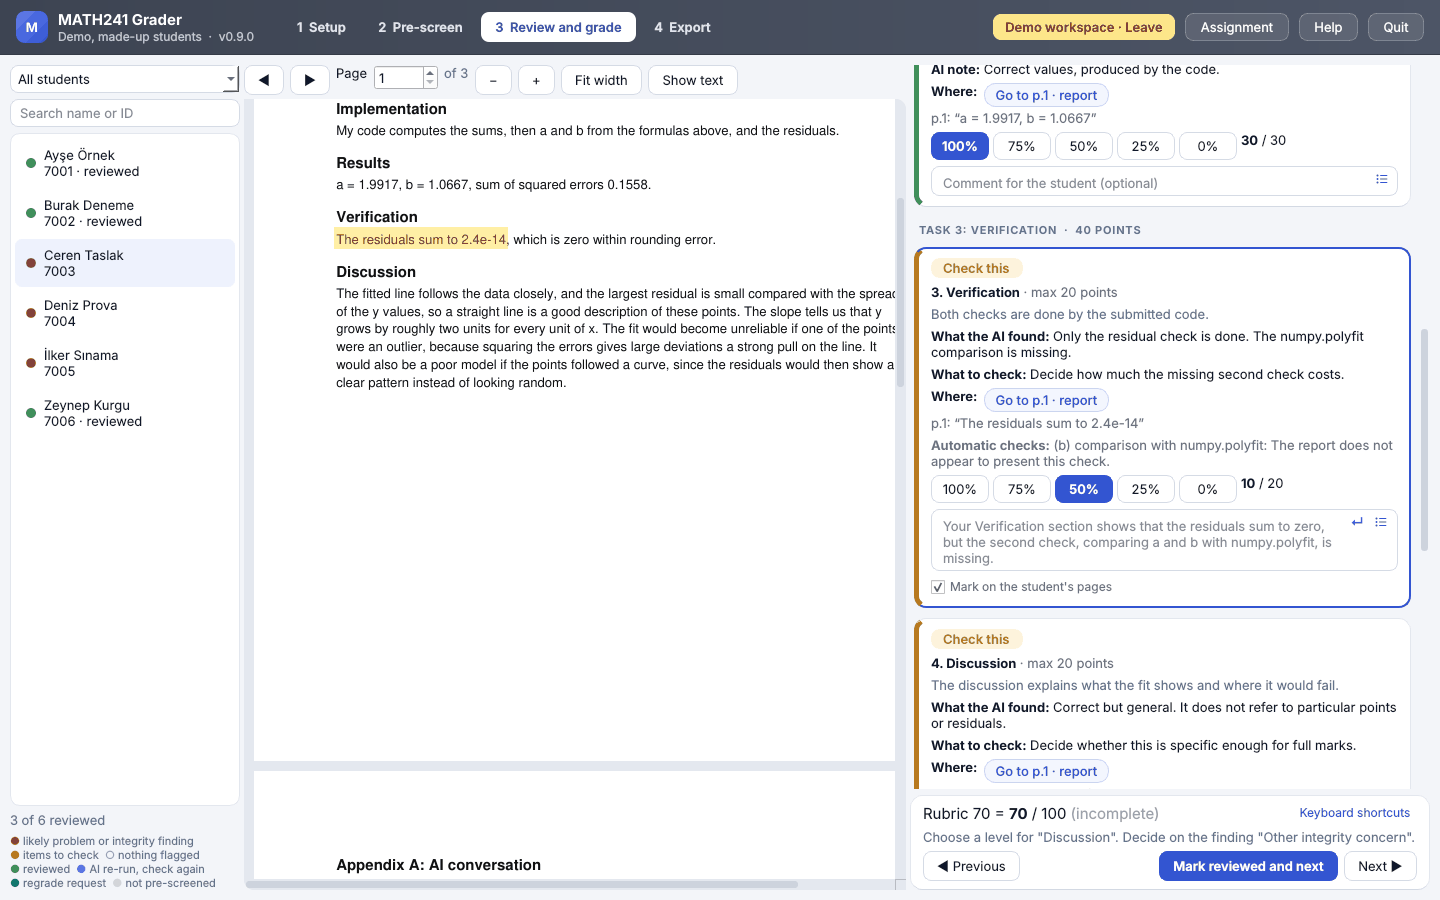 M
MATH241 Grader
Demo, made-up students · v0.9.0
1 Setup
2 Pre-screen
3 Review and grade
4 Export
Demo workspace · Leave
Assignment
Help
Quit
All students
Search name or ID
Ayşe Örnek
7001 · reviewed
Burak Deneme
7002 · reviewed
Ceren Taslak
7003
Deniz Prova
7004
İlker Sınama
7005
Zeynep Kurgu
7006 · reviewed
3 of 6 reviewed
likely problem or integrity finding
items to check nothing flagged
reviewed AI re-run, check again
regrade request not pre-screened
◀ ▶ Page 1 of 3 − + Fit width Show text
Implementation
My code computes the sums, then a and b from the formulas above, and the residuals.
Results
a = 1.9917, b = 1.0667, sum of squared errors 0.1558.
Verification
The residuals sum to 2.4e-14, which is zero within rounding error.
Discussion
The fitted line follows the data closely, and the largest residual is small compared with the spread
of the y values, so a straight line is a good description of these points. The slope tells us that y
grows by roughly two units for every unit of x. The fit would become unreliable if one of the points
were an outlier, because squaring the errors gives large deviations a strong pull on the line. It
would also be a poor model if the points followed a curve, since the residuals would then show a
clear pattern instead of looking random.
Appendix A: AI conversation
AI note: Correct values, produced by the code.
Where: Go to p.1 · report
p.1: “a = 1.9917, b = 1.0667”
100% 75% 50% 25% 0% 30 / 30
Comment for the student (optional)
TASK 3: VERIFICATION · 40 POINTS
Check this
3. Verification · max 20 points
Both checks are done by the submitted code.
What the AI found: Only the residual check is done. The numpy.polyfit
comparison is missing.
What to check: Decide how much the missing second check costs.
Where: Go to p.1 · report
p.1: “The residuals sum to 2.4e-14”
Automatic checks: (b) comparison with numpy.polyfit: The report does not
appear to present this check.
100% 75% 50% 25% 0% 10 / 20
Your Verification section shows that the residuals sum to zero,
but the second check, comparing a and b with numpy.polyfit, is
missing.
Mark on the student's pages
Check this
4. Discussion · max 20 points
The discussion explains what the fit shows and where it would fail.
What the AI found: Correct but general. It does not refer to particular points
or residuals.
What to check: Decide whether this is specific enough for full marks.
Where: Go to p.1 · report
Rubric 70 = 70 / 100 (incomplete)
Keyboard shortcuts
Choose a level for "Discussion". Decide on the finding "Other integrity concern".
◀ Previous
Mark reviewed and next
Next ▶